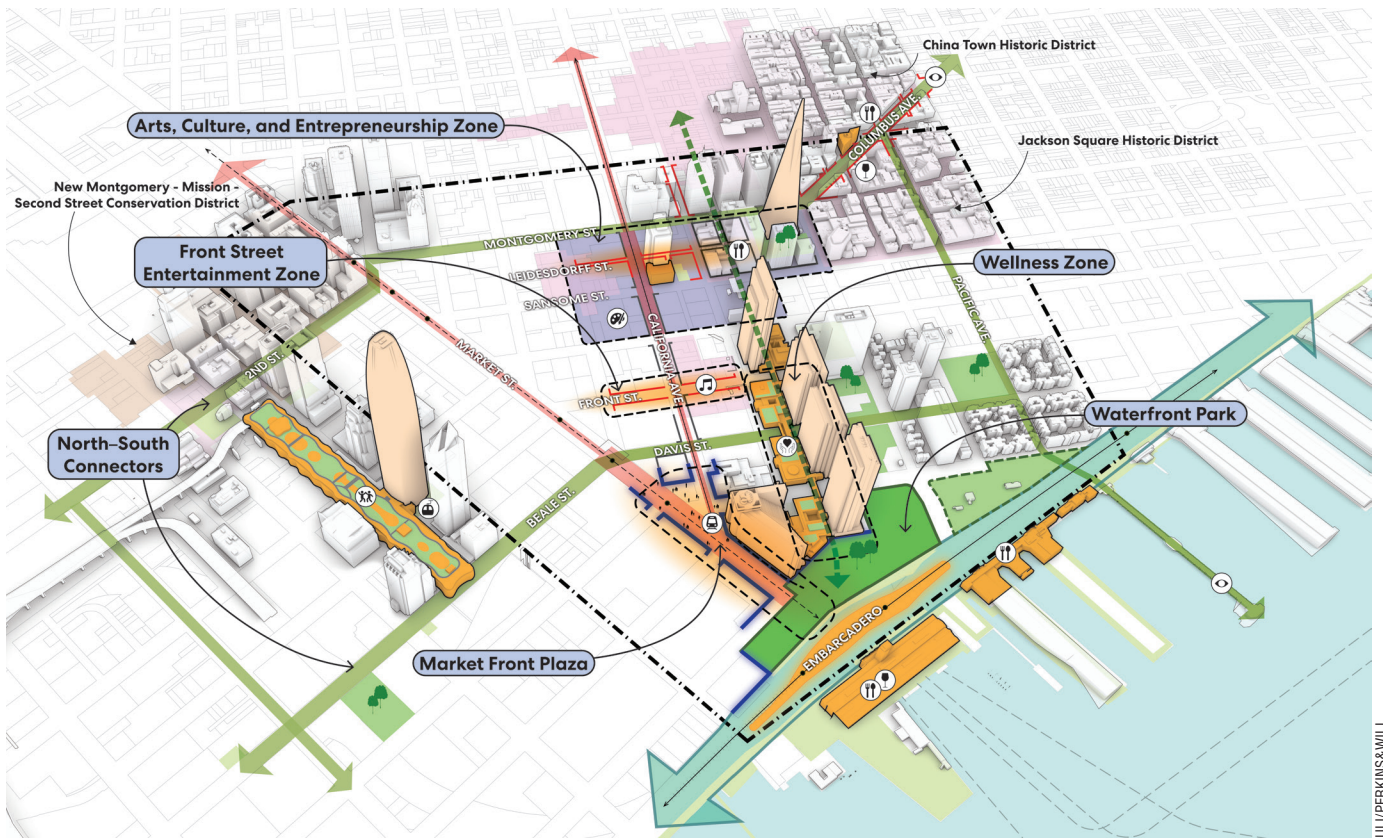 China Town Historic District
COLUMBUS AVE.
Arts, Culture, and Entrepreneurship Zone
Jackson Square Historic District
New Montgomery - Mission -
Second Street Conservation District
MONTGOMERY ST.
Front Street
Entertainment Zone
LEIDESDORFF ST.
Wellness Zone
SANSOME ST.
PACIFIC AVE
CALIFORNIA AVE
MARKET ST.
2ND ST.
FRONT ST.
Waterfront Park
North–South
Connectors
DAVIS ST.
BEALE ST.
EMBARCADERO
Market Front Plaza
ULI/PERKINS&WILL